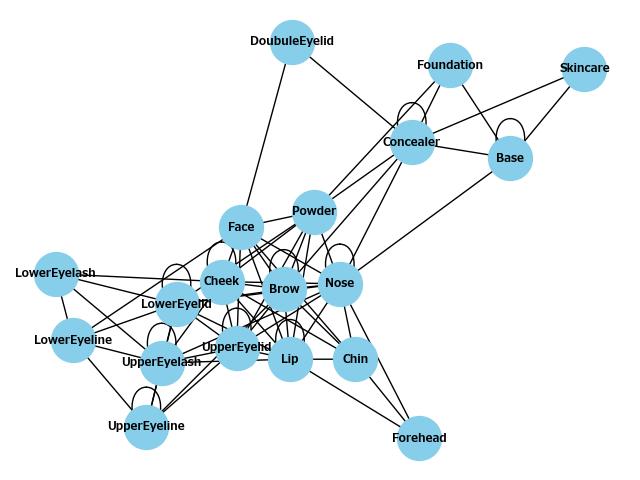 DoubuleEyelid
Foundation
Skincare
Concealer
Base
Powder
Face
LowerEyelash
Cheek
Brow
Nose
LowerEyelid
LowerEyeline
UpperEyelid
UpperEyelash
Lip
Chin
UpperEyeline
Forehead